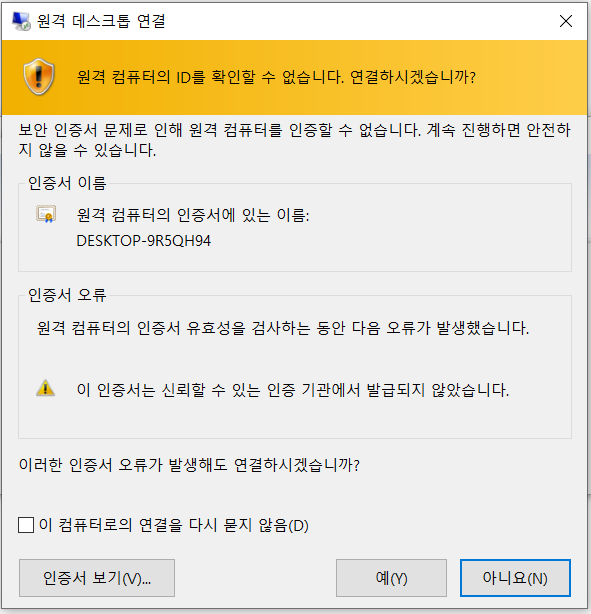 원격 데스크톱 연결
원격 컴퓨터의 ID를 확인할 수 없습니다. 연결하시겠습니까?
보안 인증서 문제로 인해 원격 컴퓨터를 인증할 수 없습니다. 계속 진행하면 안전하
지 않을 수 있습니다.
인증서 이름
원격 컴퓨터의 인증서에 있는 이름:
DESKTOP-9R5QH94
인증서 오류
원격 컴퓨터의 인증서 유효성을 검사하는 동안 다음 오류가 발생했습니다.
이 인증서는 신뢰할 수 있는 인증 기관에서 발급되지 않았습니다.
이러한 인증서 오류가 발생해도 연결하시겠습니까?
이 컴퓨터로의 연결을 다시 묻지 않음(D)
인증서 보기(V)...
예(Y)
아니요(N)